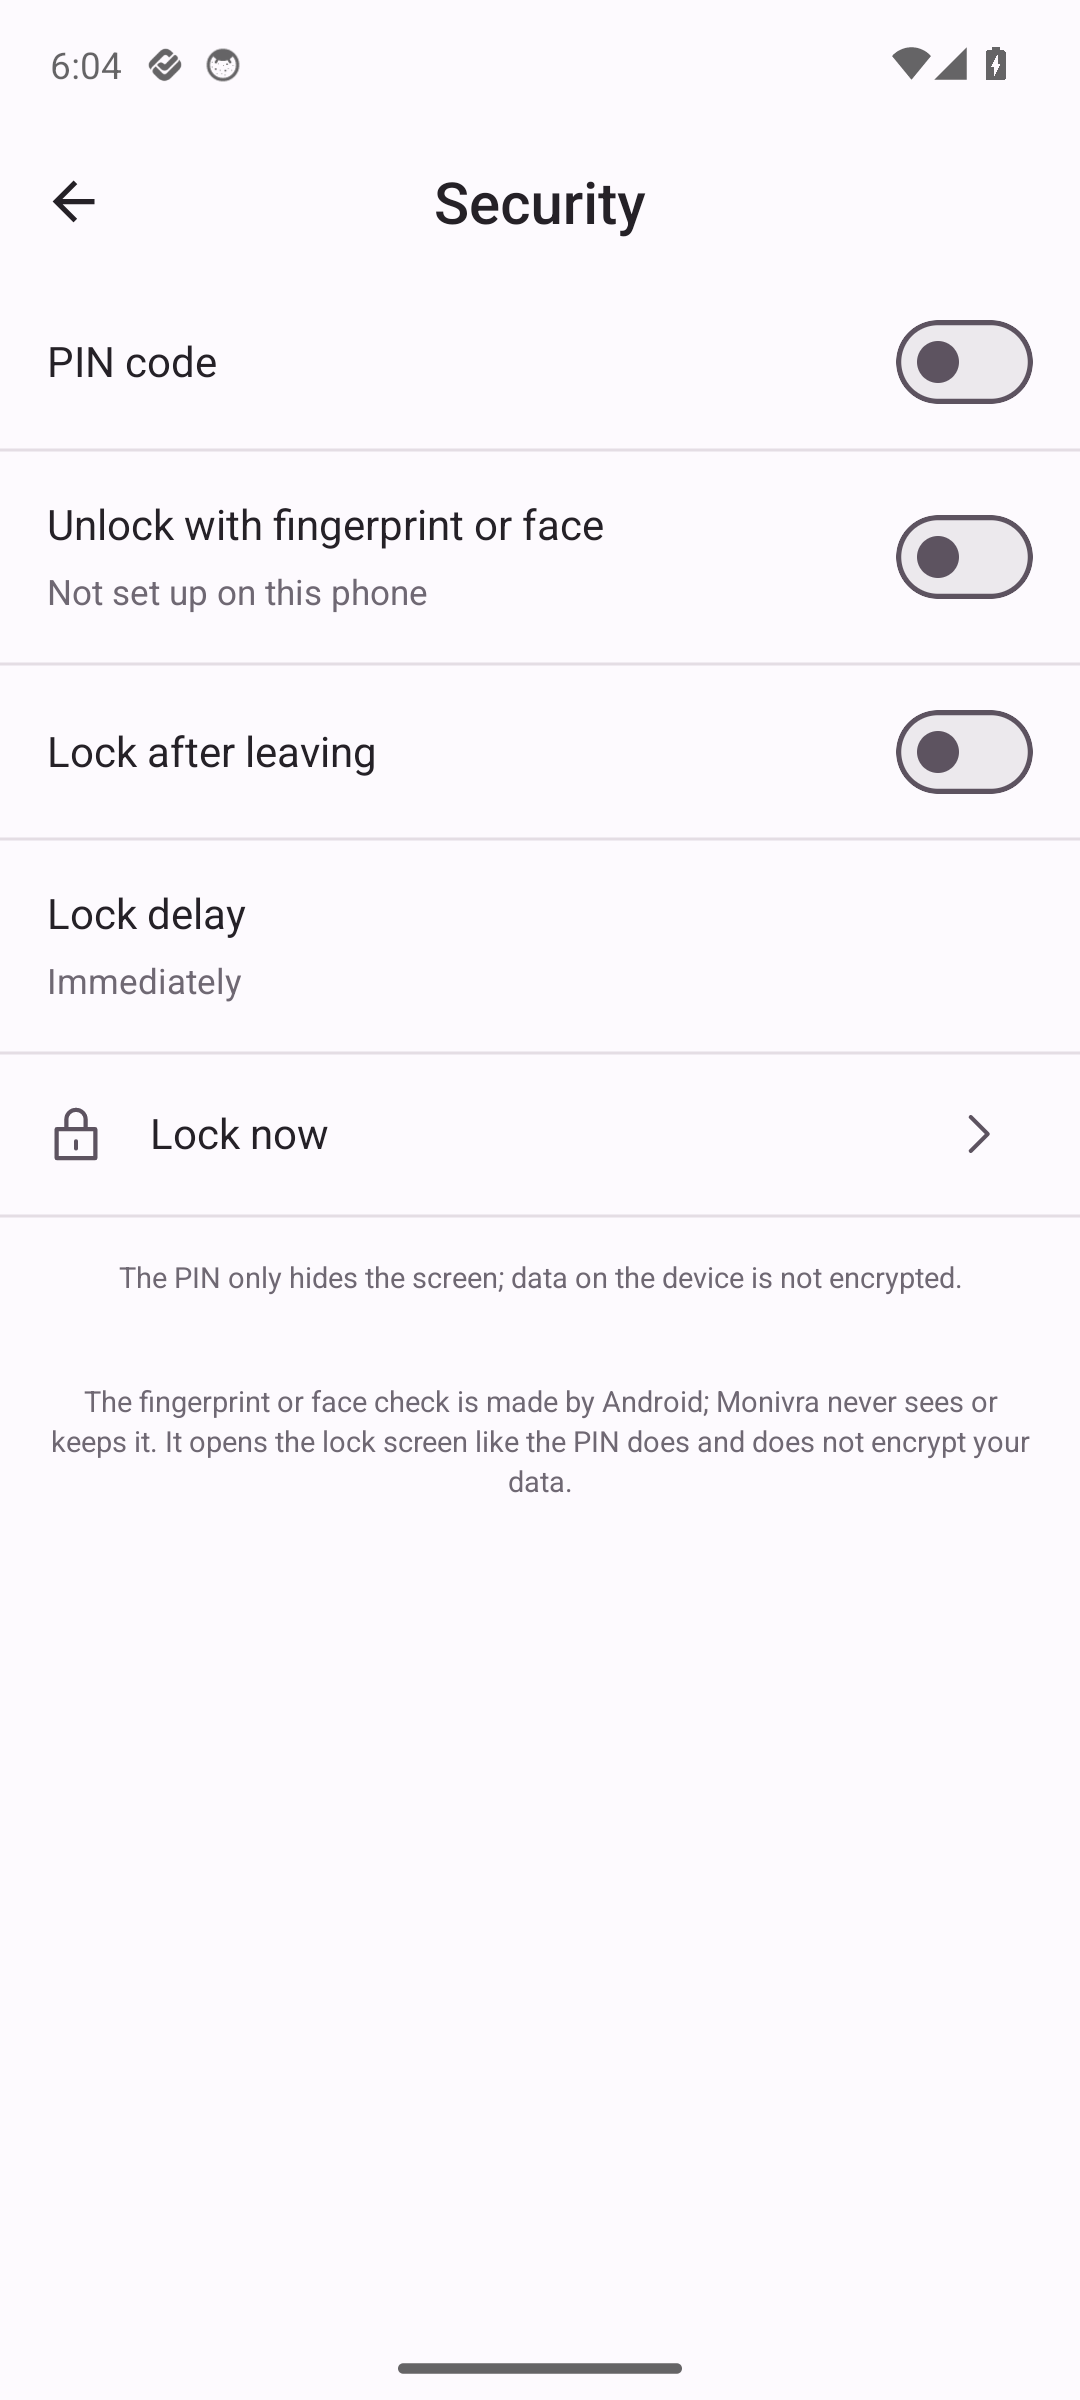 6:04
Security
PIN code
Unlock with fingerprint or face
Not set up on this phone
Lock after leaving
Lock delay
Immediately
Lock now
The PIN only hides the screen; data on the device is not encrypted.
The fingerprint or face check is made by Android; Monivra never sees or
keeps it. It opens the lock screen like the PIN does and does not encrypt your
data.